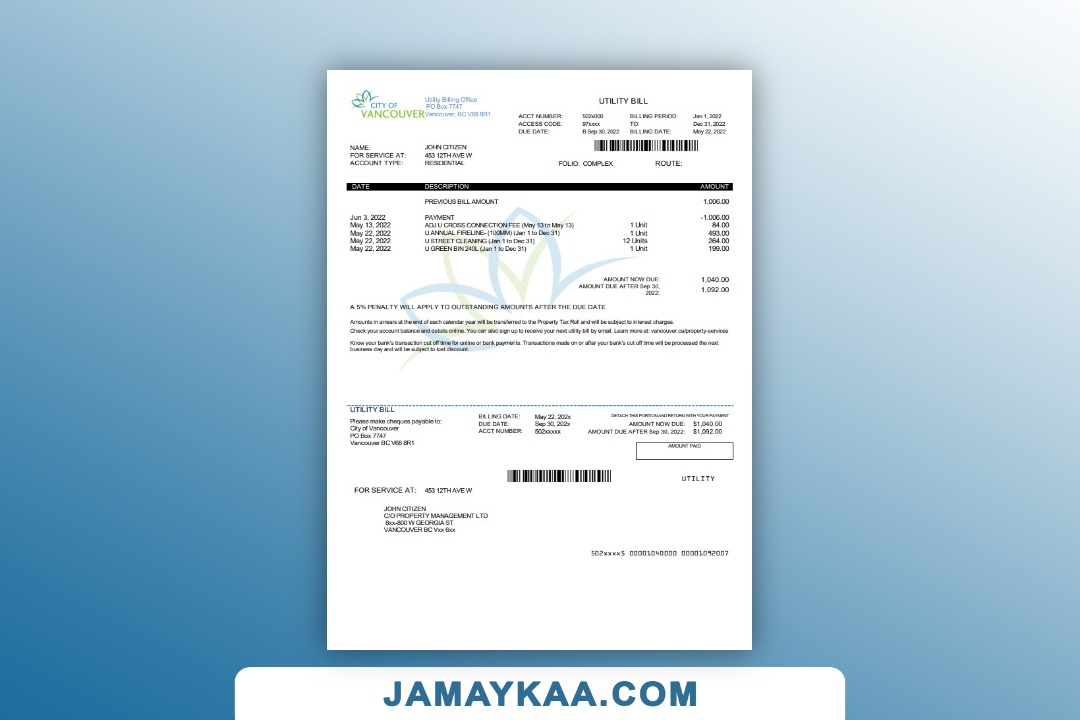 CITY OF
VANCOUVER
Utility Billing Office
PO Box 7747
Vancouver, BC V68 8R1
UTILITY BILL
ACCT NUMBER: 502x000 BILLING PERIOD: Jan 1, 2022
ACCESS CODE: 97xxxx TO: Dec 31, 2022
DUE DATE: B Sep 30, 2022 BILLING DATE: May 22, 2022
NAME: JOHN CITIZEN
FOR SERVICE AT: 453 12TH AVE W
ACCOUNT TYPE: RESIDENTIAL
FOLIO: COMPLEX ROUTE:
DATE DESCRIPTION AMOUNT
PREVIOUS BILL AMOUNT 1,006.00
Jun 3, 2022 PAYMENT -1,006.00
May 13, 2022 ADJ U CROSS CONNECTION FEE (May 13 to May 13) 1 Unit 84.00
May 22, 2022 U ANNUAL FIRELINE- (100MM) (Jan 1 to Dec 31) 1 Unit 493.00
May 22, 2022 U STREET CLEANING (Jan 1 to Dec 31) 12 Units 264.00
May 22, 2022 U GREEN BIN 240L (Jan 1 to Dec 31) 1 Unit 199.00
AMOUNT NOW DUE: 1,040.00
AMOUNT DUE AFTER Sep 30, 1,092.00
2022:
A 5% PENALTY WILL APPLY TO OUTSTANDING AMOUNTS AFTER THE DUE DATE
Amounts in arrears at the end of each calendar year will be transferred to the Property Tax Roll and will be subject to interest charges.
Check your account balance and details online. You can also sign up to receive your next utility bill by email. Learn more at: vancouver.ca/property-services
Know your bank's transaction cut off time for online or bank payments. Transactions made on or after your bank's cut off time will be processed the next
business day and will be subject to lost discount.
UTILITY BILL
Please make cheques payable to:
City of Vancouver
PO Box 7747
Vancouver BC V68 8R1
BILLING DATE: May 22, 202x
DUE DATE: Sep 30, 202x
ACCT NUMBER: 502xxxxx
DETACH THIS PORTION AND RETURN WITH YOUR PAYMENT
AMOUNT NOW DUE: $1,040.00
AMOUNT DUE AFTER Sep 30, 2022: $1,092.00
AMOUNT PAID
UTILITY
FOR SERVICE AT: 453 12TH AVE W
JOHN CITIZEN
C/O PROPERTY MANAGEMENT LTD
8xx-800 W GEORGIA ST
VANCOUVER BC Vxx 6xx
502xxxx5 00001040000 00001092007
JAMAYKAA.COM